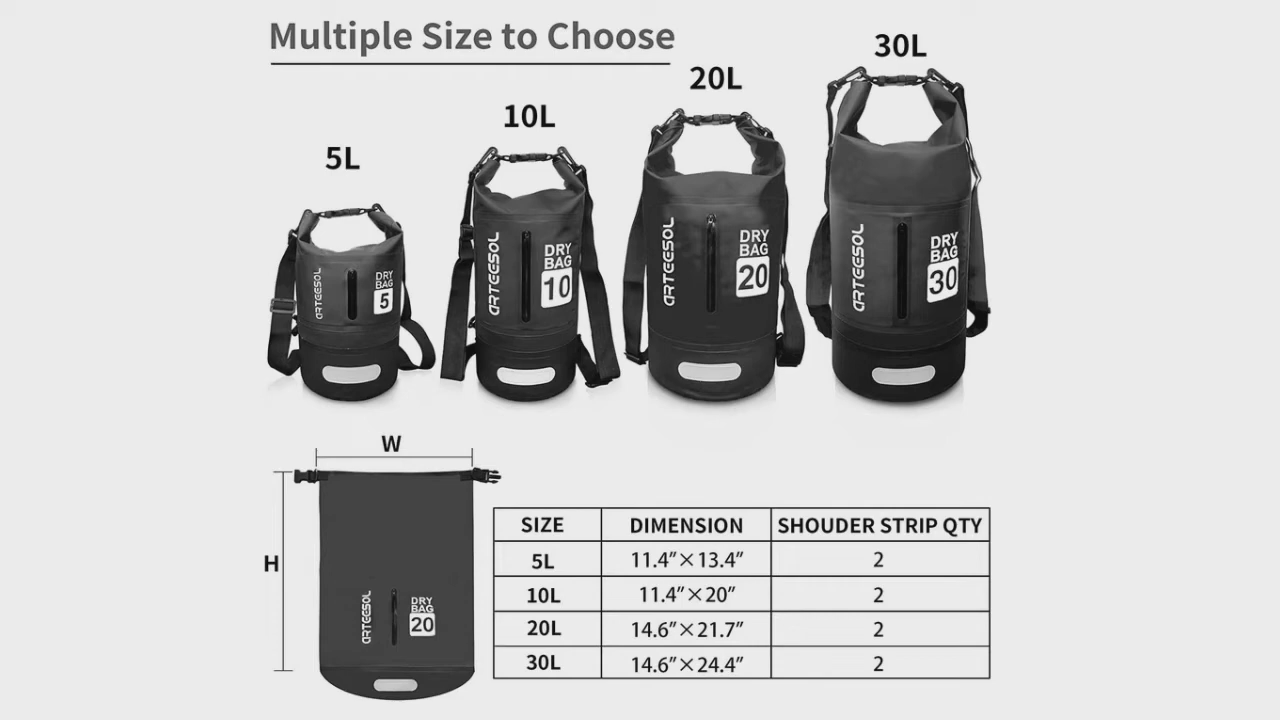 Multiple Size to Choose
5L
10L
20L
30L
ARTEESOL
DRY
BAG
5
ARTEESOL
DRY
BAG
10
ARTEESOL
DRY
BAG
20
ARTEESOL
DRY
BAG
30
W
H
ARTEESOL
DRY
BAG
20
SIZE DIMENSION SHOUDER STRIP QTY
5L 11.4”×13.4” 2
10L 11.4”×20” 2
20L 14.6”×21.7” 2
30L 14.6”×24.4” 2